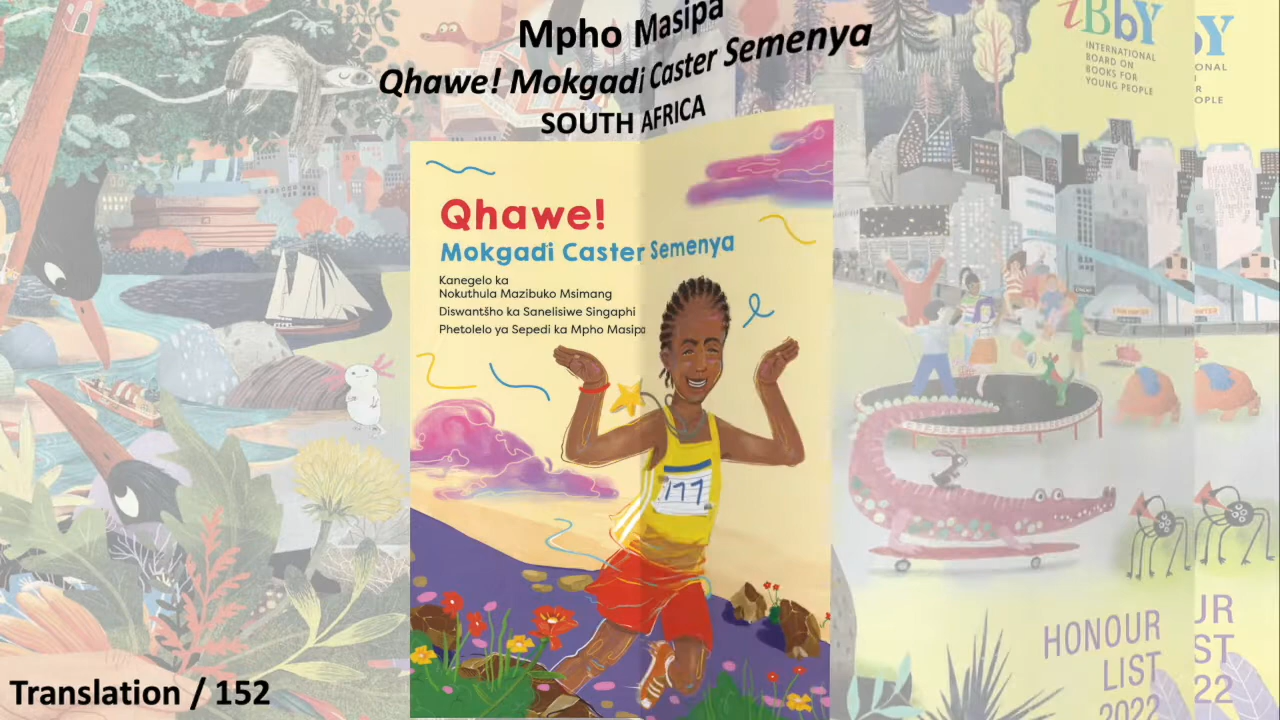 Mpho Masipa
Qhawe! Mokgadi Caster Semenya
SOUTH AFRICA
iBbY
INTERNATIONAL
BOARD ON
BOOKS FOR
YOUNG PEOPLE
Qhawe!
Mokgadi Caster Semenya
Kanegelo ka
Nokuthula Mazibuko Msimang
Diswantšho ka Sanelisiwe Singaphi
Phetolelo ya Sepedi ka Mpho Masipa
177
HONOUR
LIST
2022
Translation / 152